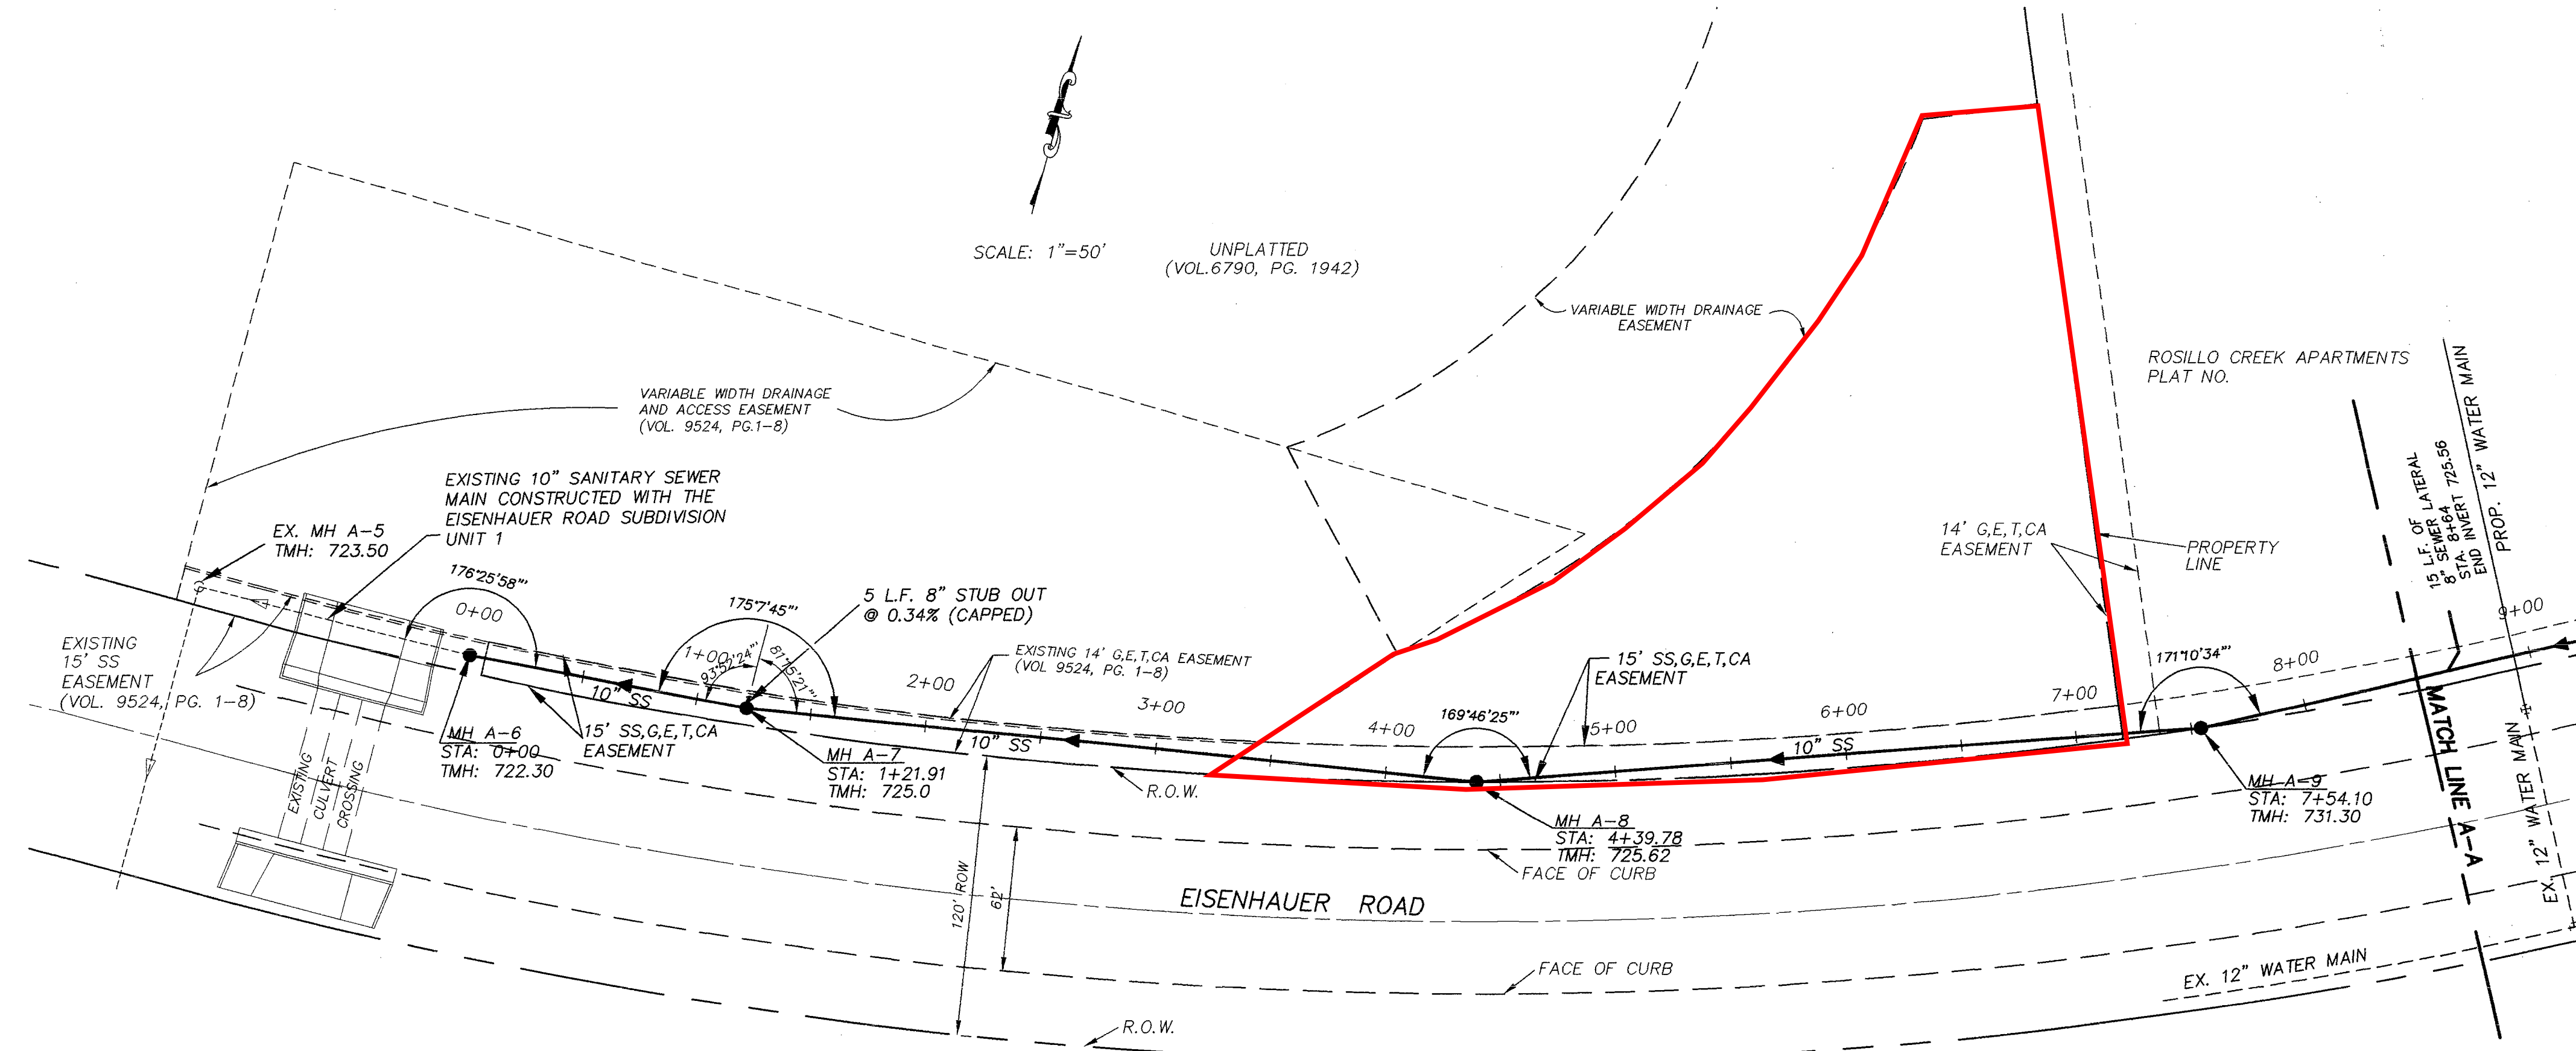 SCALE: 1"=50'
UNPLATTED
(VOL.6790, PG. 1942)
VARIABLE WIDTH DRAINAGE
EASEMENT
VARIABLE WIDTH DRAINAGE
AND ACCESS EASEMENT
(VOL. 9524, PG.1-8)
ROSILLO CREEK APARTMENTS
PLAT NO.
EXISTING 10" SANITARY SEWER
MAIN CONSTRUCTED WITH THE
EISENHAUER ROAD SUBDIVISION
UNIT 1
EX. MH A-5
TMH: 723.50
176°25'58"'
0+00
175°7'45"'
5 L.F. 8" STUB OUT
@ 0.34% (CAPPED)
1+00
93°52'24"'
81°15'21"'
EXISTING 14' G,E,T,CA EASEMENT
(VOL 9524, PG. 1-8)
14' G,E,T,CA
EASEMENT
PROPERTY
LINE
15 L.F. OF
8" SEWER LATERAL
STA. 8+64
END INVERT 725.56
PROP. 12" WATER MAIN
9+00
EXISTING
15' SS
EASEMENT
(VOL. 9524, PG. 1-8)
10" SS
2+00
3+00
4+00
169°46'25"'
5+00
6+00
7+00
171°10'34"'
8+00
15' SS,G,E,T,CA
EASEMENT
15' SS,G,E,T,CA
EASEMENT
10" SS
10" SS
MH A-6
STA: 0+00
TMH: 722.30
MH A-7
STA: 1+21.91
TMH: 725.0
R.O.W.
MH A-8
STA: 4+39.78
TMH: 725.62
MH A-9
STA: 7+54.10
TMH: 731.30
MATCH LINE A-A
EX. 12" WATER MAIN
EXISTING
CULVERT
CROSSING
FACE OF CURB
120' ROW
62'
EISENHAUER ROAD
FACE OF CURB
EX. 12" WATER MAIN
R.O.W.